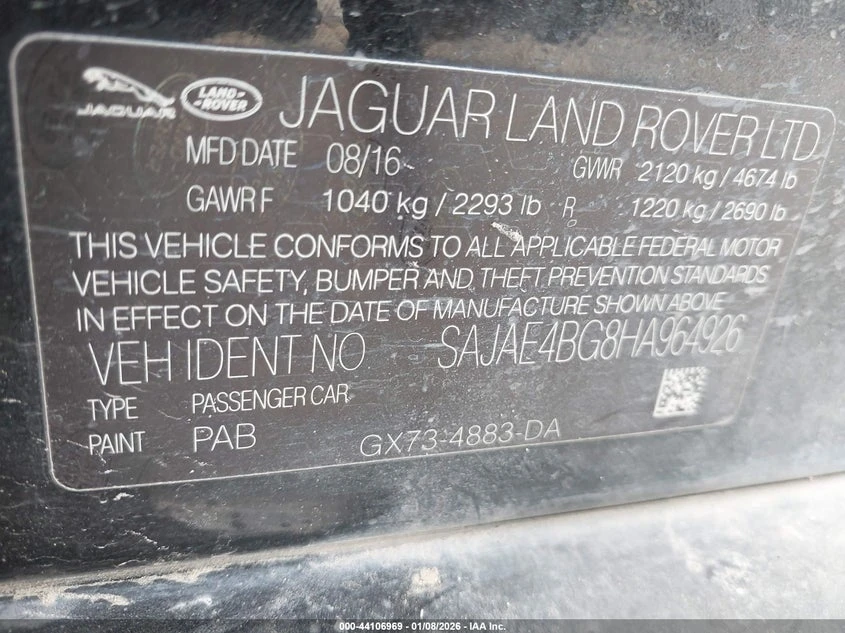 JAGUAR LAND ROVER JAGUAR LAND ROVER LTD
MFD DATE 08/16 GVWR 2120 kg / 4674 lb
GAWR F 1040 kg / 2293 lb R 1220 kg / 2690 lb
THIS VEHICLE CONFORMS TO ALL APPLICABLE FEDERAL MOTOR
VEHICLE SAFETY, BUMPER AND THEFT PREVENTION STANDARDS
IN EFFECT ON THE DATE OF MANUFACTURE SHOWN ABOVE
VEH IDENT NO SAJAE4BG8HA964926
TYPE PASSENGER CAR
PAINT PAB GX73-4883-DA
000-44106969 | 01/08/2026 | IAA Inc.